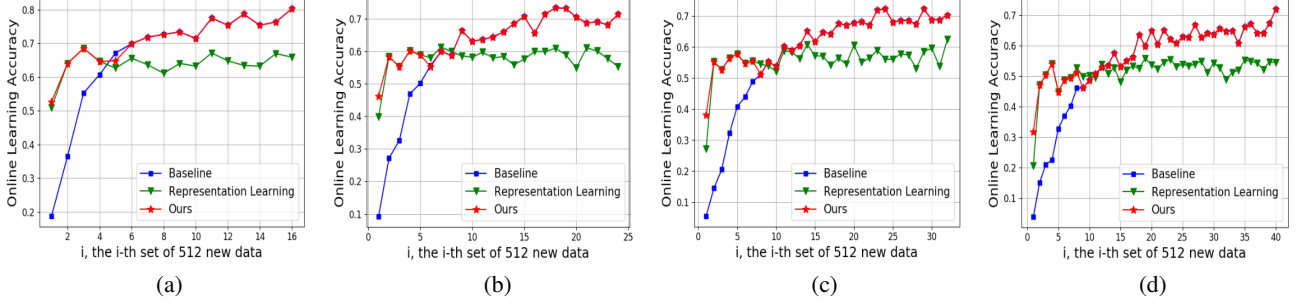 Online Learning Accuracy
0.8
0.7
0.6
0.5
0.4
0.3
0.2
Baseline
Representation Learning
Ours
2 4 6 8 10 12 14 16
i, the i-th set of 512 new data
(a)
Online Learning Accuracy
0.7
0.6
0.5
0.4
0.3
0.2
0.1
Baseline
Representation Learning
Ours
0 5 10 15 20 25
i, the i-th set of 512 new data
(b)
Online Learning Accuracy
0.7
0.6
0.5
0.4
0.3
0.2
0.1
Baseline
Representation Learning
Ours
0 5 10 15 20 25 30
i, the i-th set of 512 new data
(c)
Online Learning Accuracy
0.7
0.6
0.5
0.4
0.3
0.2
0.1
Baseline
Representation Learning
Ours
0 5 10 15 20 25 30 35 40
i, the i-th set of 512 new data
(d)